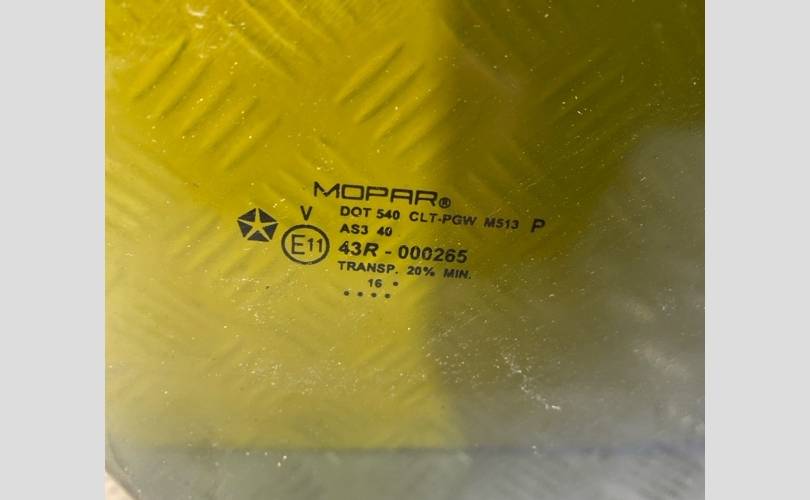 MOPAR®
V DOT 540 CLT-PGW M513 P
AS3 40
E11 43R - 000265
TRANSP. 20% MIN.
16